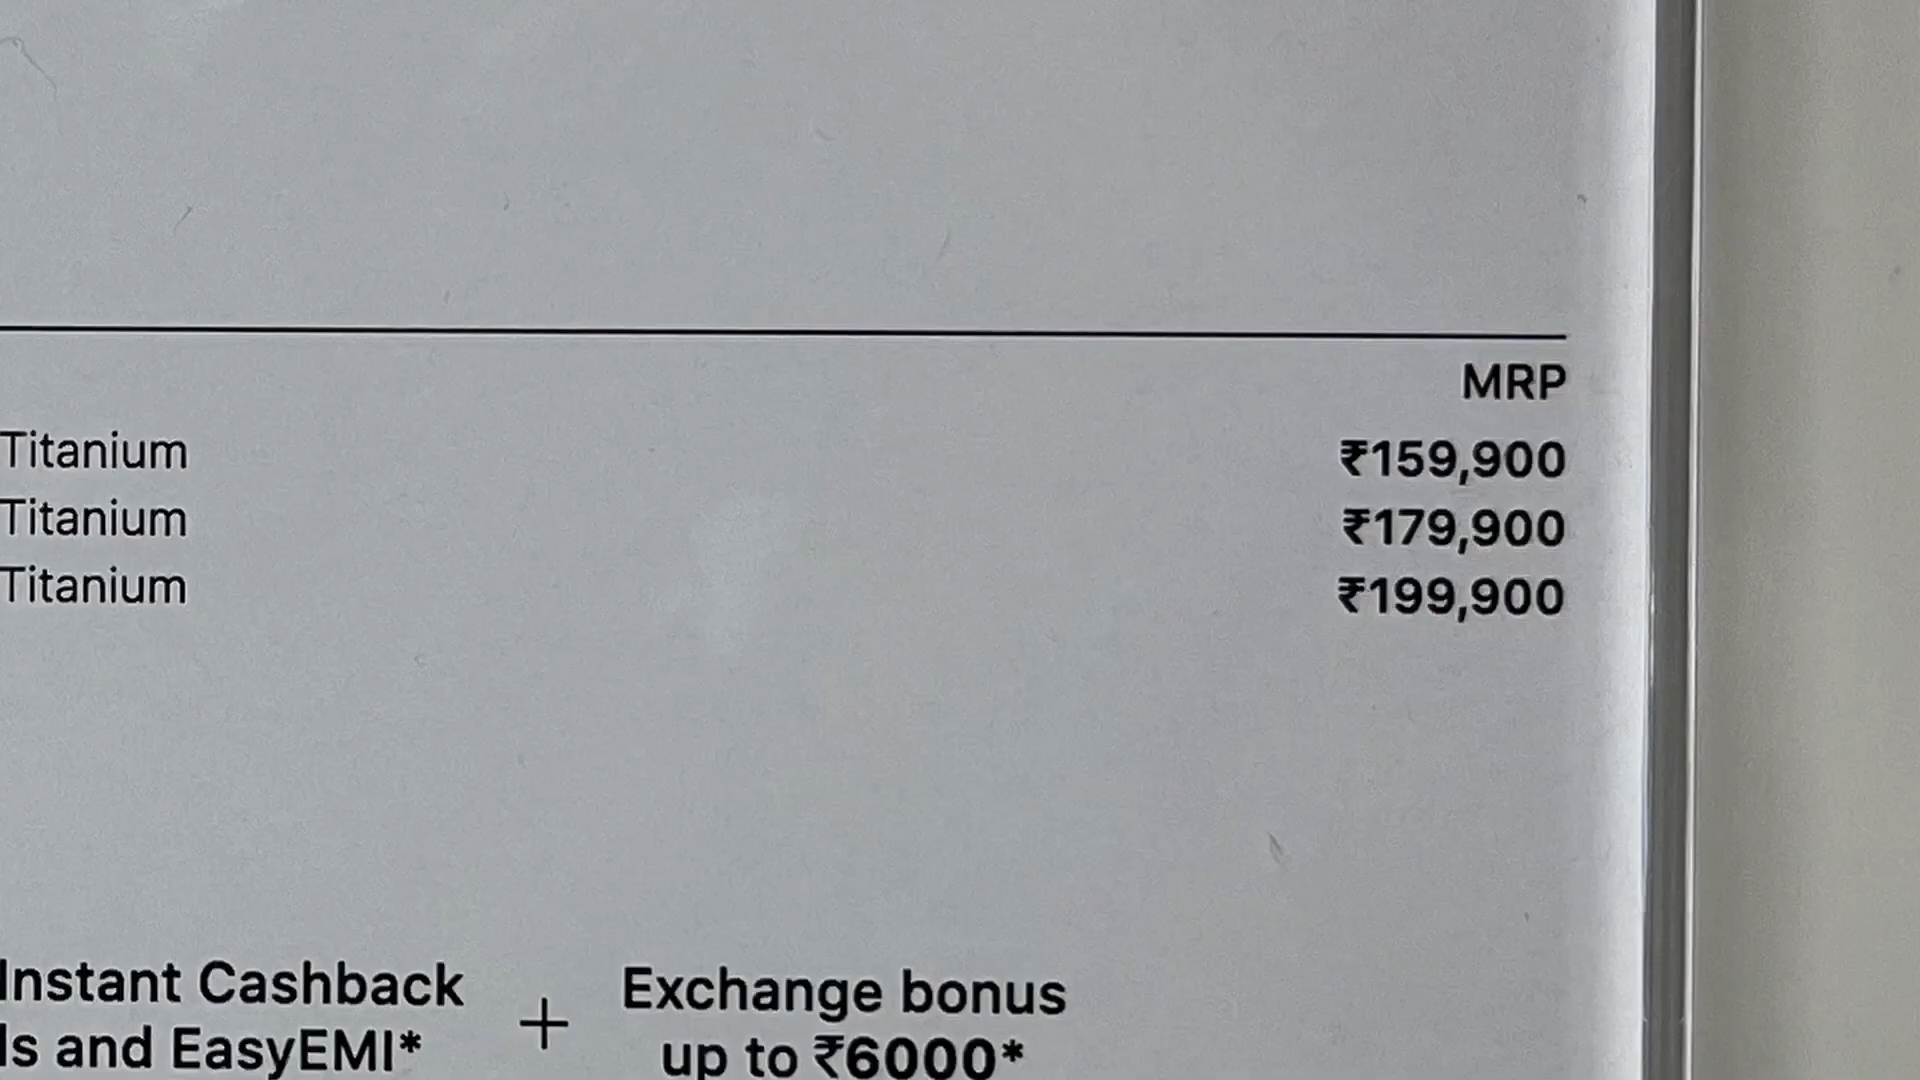 MRP
Titanium ₹159,900
Titanium ₹179,900
Titanium ₹199,900
Instant Cashback
ls and EasyEMI*
+
Exchange bonus
up to ₹6000*